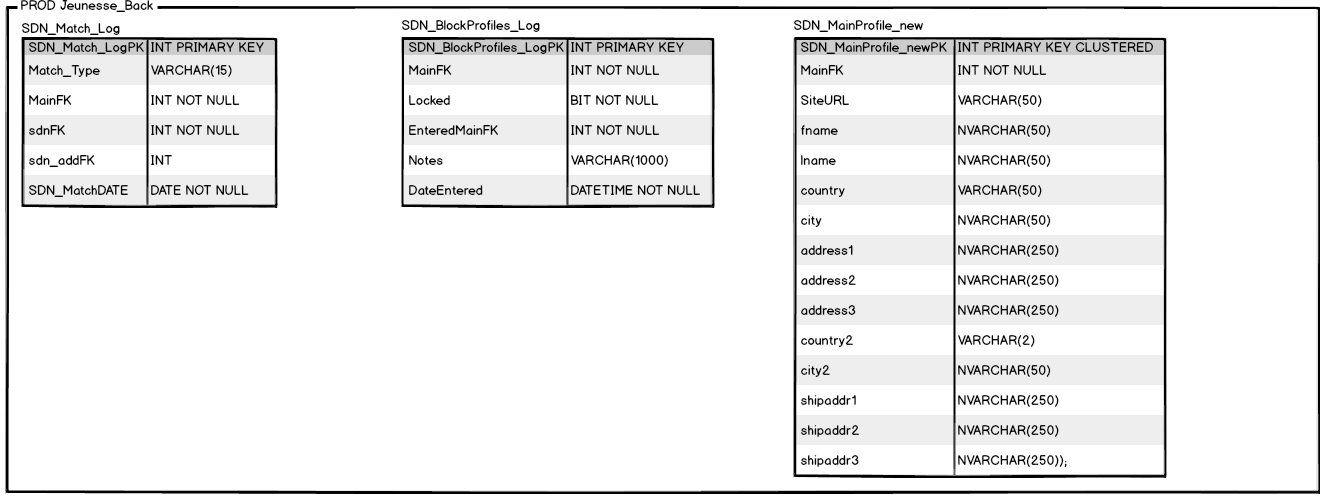 PROD Jeunesse_Back
SDN_Match_Log
SDN_Match_LogPK INT PRIMARY KEY
Match_Type VARCHAR(15)
MainFK INT NOT NULL
sdnFK INT NOT NULL
sdn_addFK INT
SDN_MatchDATE DATE NOT NULL
SDN_BlockProfiles_Log
SDN_BlockProfiles_LogPK INT PRIMARY KEY
MainFK INT NOT NULL
Locked BIT NOT NULL
EnteredMainFK INT NOT NULL
Notes VARCHAR(1000)
DateEntered DATETIME NOT NULL
SDN_MainProfile_new
SDN_MainProfile_newPK INT PRIMARY KEY CLUSTERED
MainFK INT NOT NULL
SiteURL VARCHAR(50)
fname NVARCHAR(50)
lname NVARCHAR(50)
country VARCHAR(50)
city NVARCHAR(50)
address1 NVARCHAR(250)
address2 NVARCHAR(250)
address3 NVARCHAR(250)
country2 VARCHAR(2)
city2 NVARCHAR(50)
shipaddr1 NVARCHAR(250)
shipaddr2 NVARCHAR(250)
shipaddr3 NVARCHAR(250));